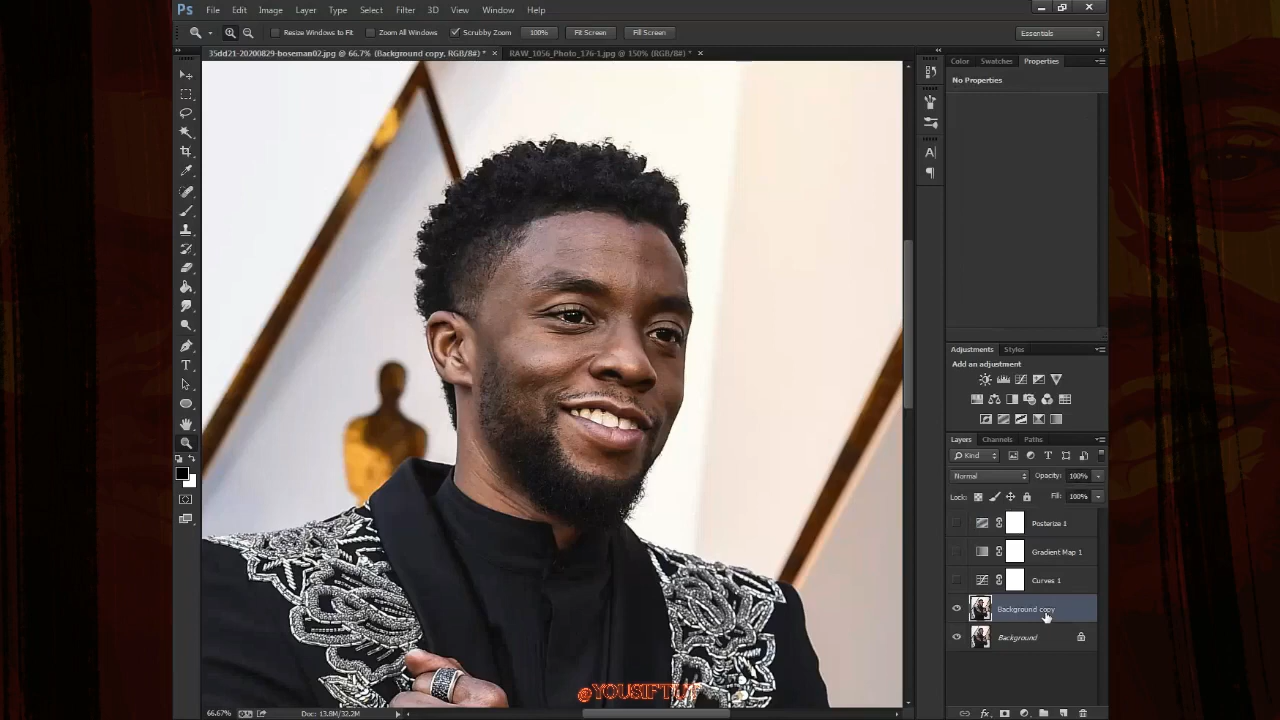 Ps File Edit Image Layer Type Select Filter 3D View Window Help
Resize Windows to Fit Zoom All Windows Scrubby Zoom 100% Fit Screen Fill Screen Essentials
35dd21-20200829-boseman02.jpg @ 66.7% (Background copy, RGB/8#) * × RAW_1056_Photo_176-1.jpg @ 150% (RGB/8#) * ×
Color Swatches Properties
No Properties
Adjustments Styles
Add an adjustment
Layers Channels Paths
Kind
Normal Opacity: 100%
Lock: Fill: 100%
Posterize 1
Gradient Map 1
Curves 1
Background copy
Background
66.67% Doc: 13.8M/32.2M